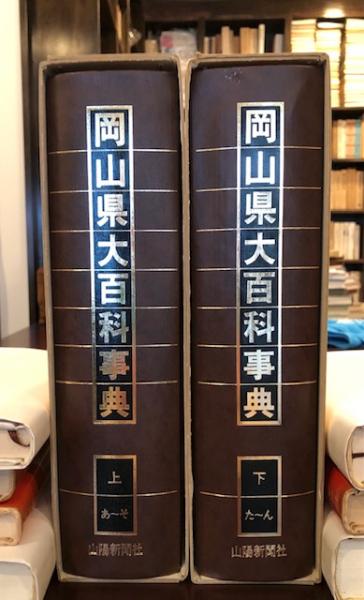 岡山県大百科事典
上
あ〜そ
山陽新聞社
岡山県大百科事典
下
た〜ん
山陽新聞社